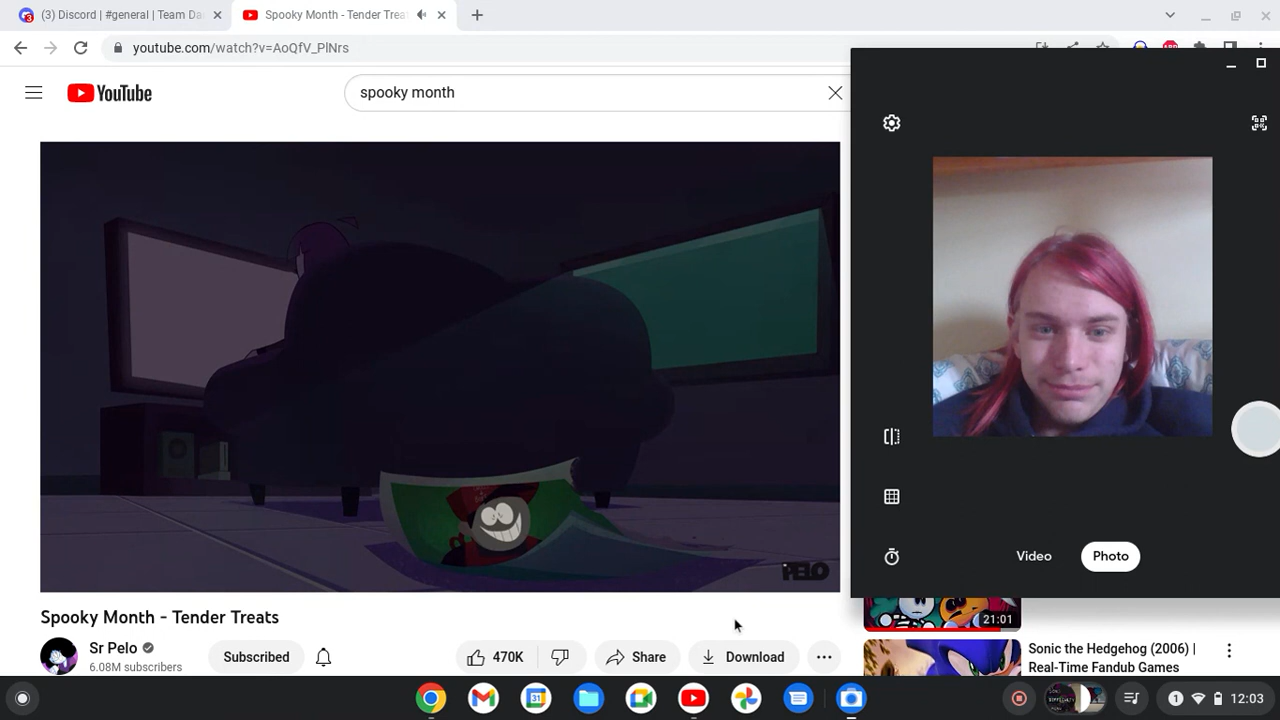 (3) Discord | #general | Team Da
Spooky Month - Tender Trea
youtube.com/watch?v=AoQfV_PlNrs
YouTube
spooky month
PELO
Video
Photo
Spooky Month - Tender Treats
Sr Pelo
6.08M subscribers
Subscribed
470K
Share
Download
21:01
Sonic the Hedgehog (2006) |
Real-Time Fandub Games
31
1
12:03